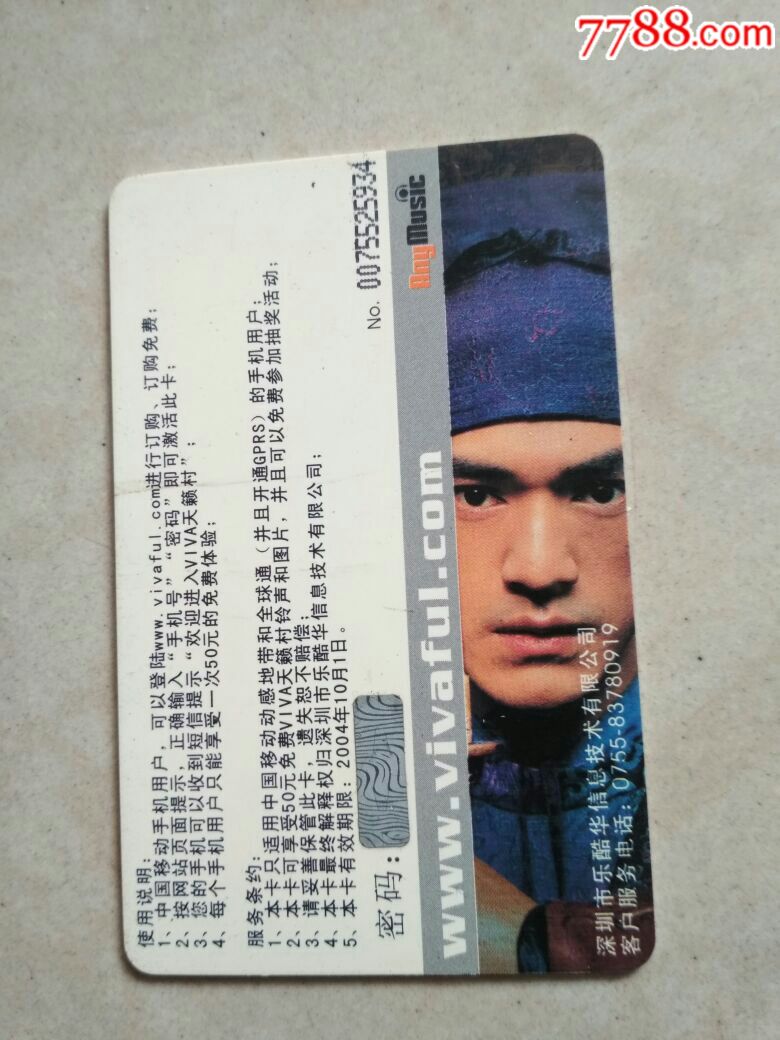 7788.com
使用说明：
1、中国移动手机用户，可以登陆www.vivaful.com进行订购、订购免费；
2、按网站页面提示，正确输入“手机号”“密码”即可激活此卡；
3、您的手机可以收到短信提示“欢迎进入VIVA天籁村”；
4、每个手机用户只能享受一次50元的免费体验；
服务条约：
1、本卡只适用中国移动动感地带和全球通（并且开通GPRS）的手机用户；
2、本卡可享受50元免费VIVA天籁村铃声和图片，并且可以免费参加抽奖活动；
3、请妥善保管此卡，遗失恕不赔偿；
4、本卡最终解释权归深圳市乐酷华信息技术有限公司；
5、本卡有效期限：2004年10月1日。
密码：
No. 0075525934
www.vivaful.com
AnyMusic
深圳市乐酷华信息技术有限公司
客户服务电话：0755-83780919